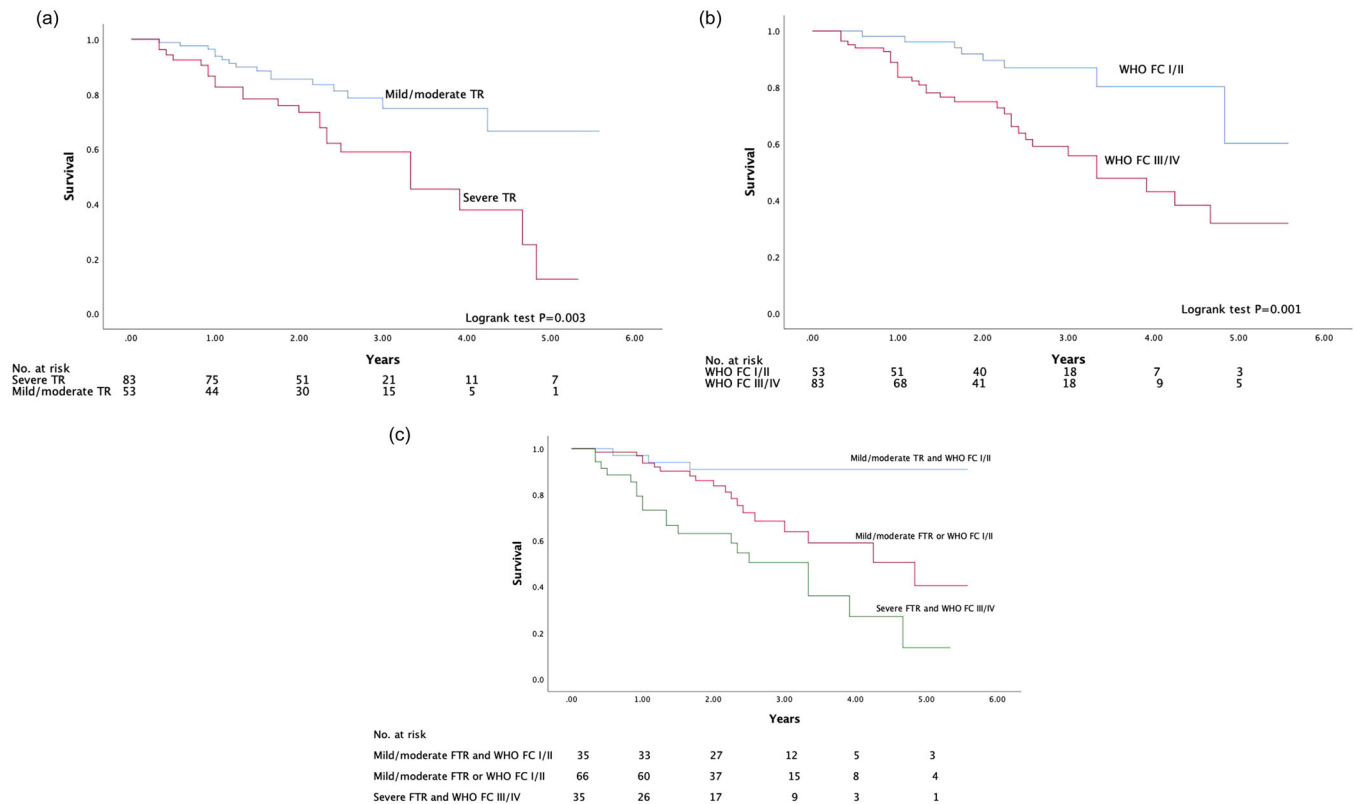 (a)
1.0
0.8
0.6
0.4
0.2
0.0
Survival
Mild/moderate TR
Severe TR
Logrank test P=0.003
.00 1.00 2.00 3.00 4.00 5.00 6.00
Years
No. at risk
Severe TR 83 75 51 21 11 7
Mild/moderate TR 53 44 30 15 5 1
(b)
1.0
0.8
0.6
0.4
0.2
0.0
Survival
WHO FC I/II
WHO FC III/IV
Logrank test P=0.001
.00 1.00 2.00 3.00 4.00 5.00 6.00
Years
No. at risk
WHO FC I/II 53 51 40 18 7 3
WHO FC III/IV 83 68 41 18 9 5
(c)
1.0
0.8
0.6
0.4
0.2
0.0
Survival
Mild/moderate TR and WHO FC I/II
Mild/moderate FTR or WHO FC I/II
Severe FTR and WHO FC III/IV
.00 1.00 2.00 3.00 4.00 5.00 6.00
Years
No. at risk
Mild/moderate FTR and WHO FC I/II 35 33 27 12 5 3
Mild/moderate FTR or WHO FC I/II 66 60 37 15 8 4
Severe FTR and WHO FC III/IV 35 26 17 9 3 1